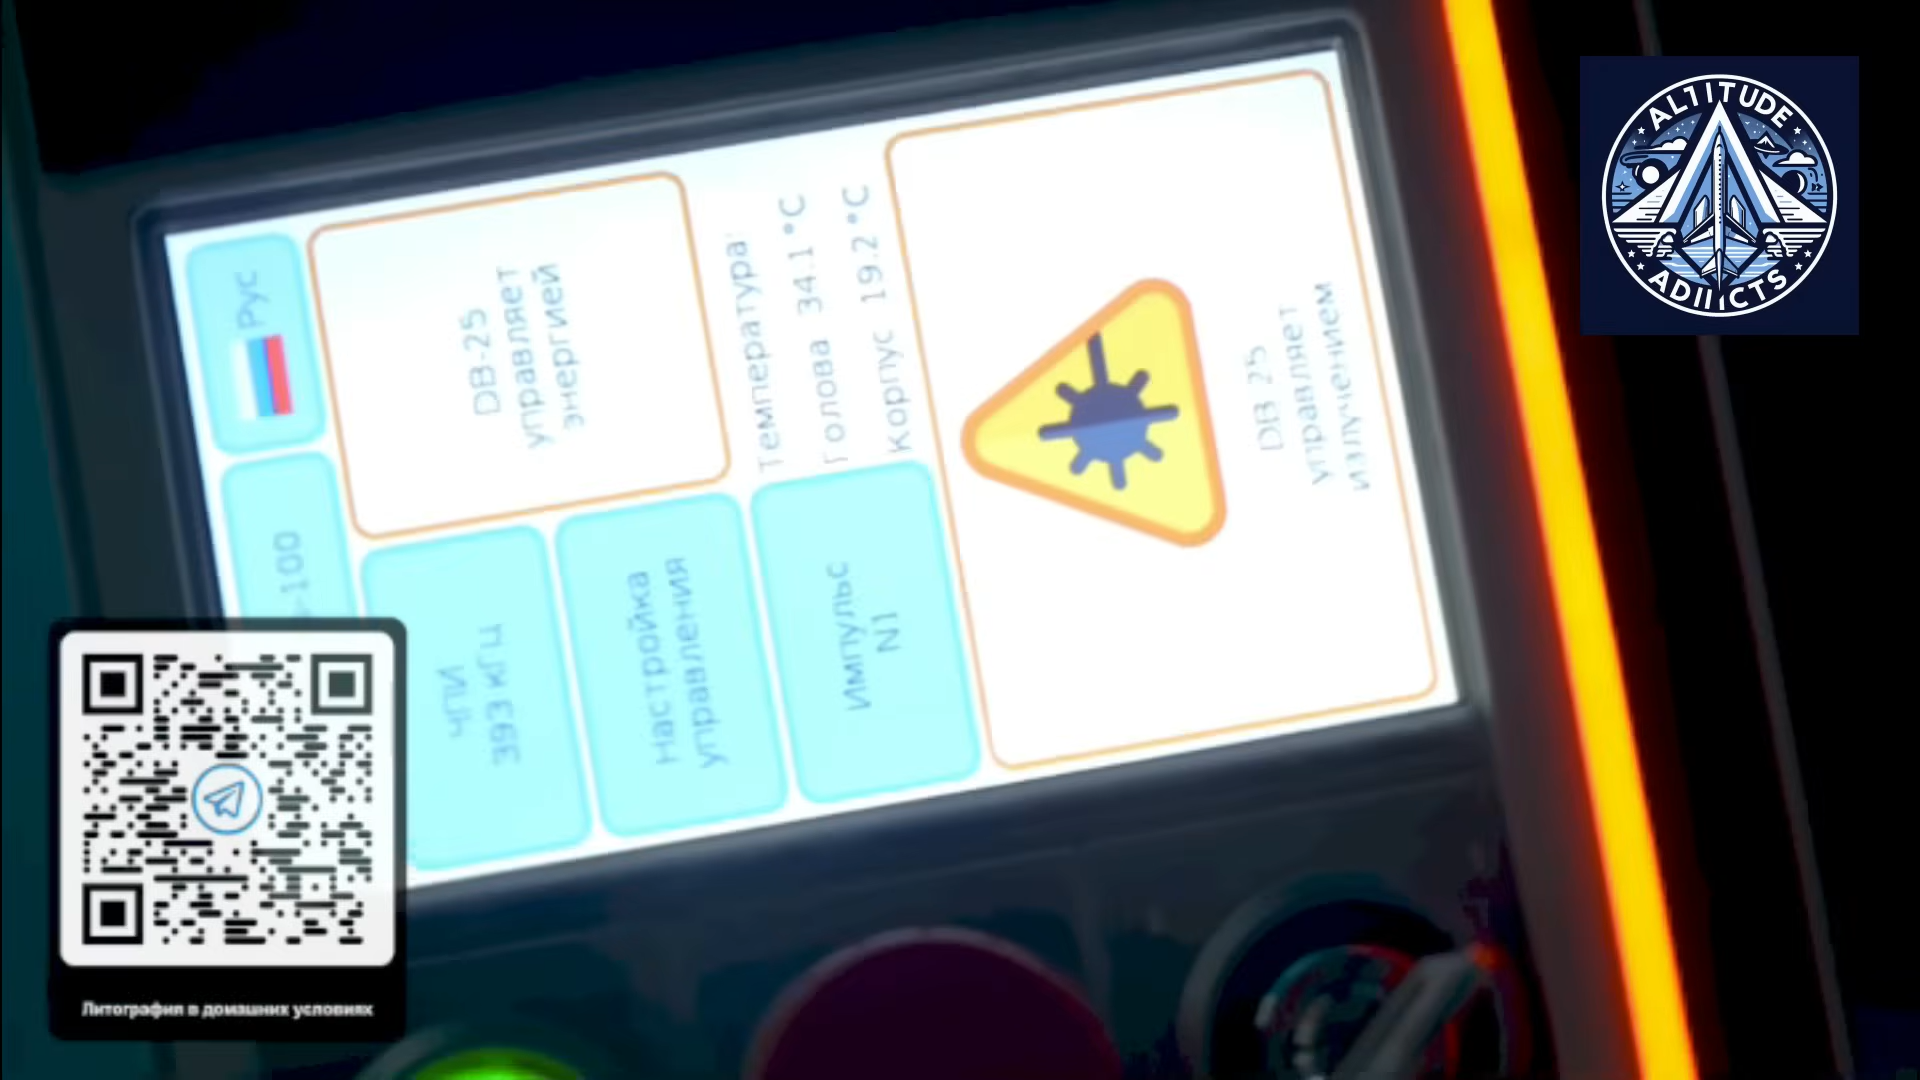 Рус
DB-25
управляет
энергией
Температура
Голова 34.1 °C
Корпус 19.2 °C
DB 25
управляет
излучением
-100
ЧПИ
393 кГц
Настройка
управления
Импульс
N1
ALTITUDE
ADIICTS
Литография в домашних условиях